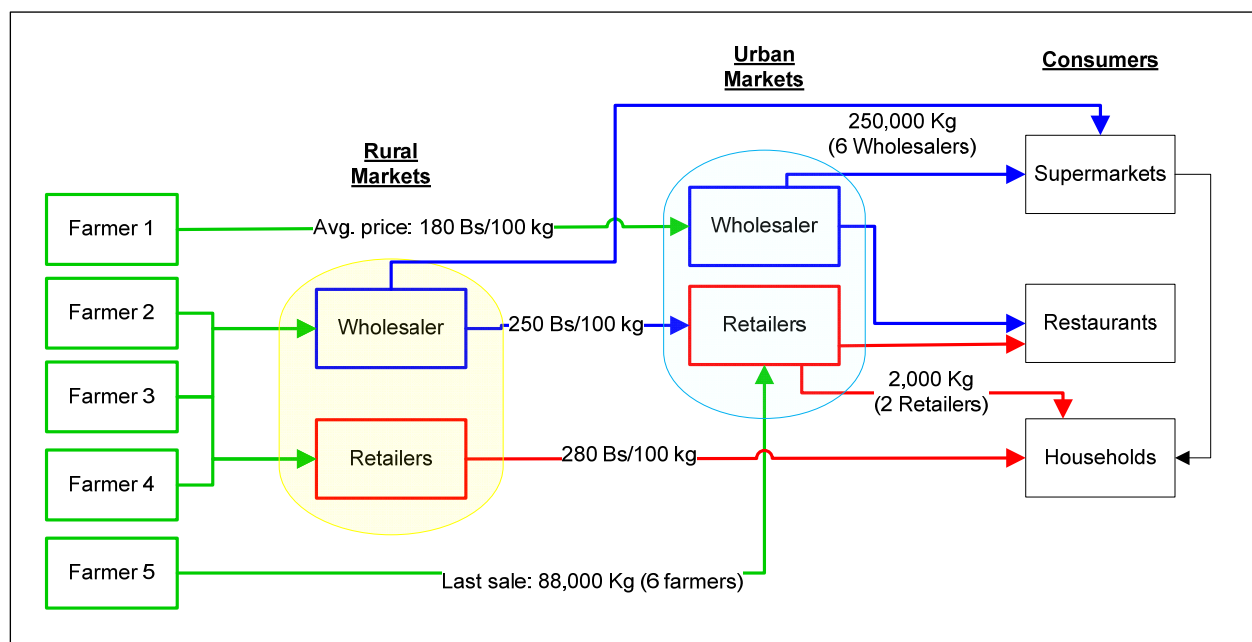 Urban
Markets
Consumers
250,000 Kg
(6 Wholesalers)
Rural
Markets
Supermarkets
Farmer 1
Avg. price: 180 Bs/100 kg
Wholesaler
Farmer 2
Wholesaler
250 Bs/100 kg
Retailers
Restaurants
Farmer 3
2,000 Kg
(2 Retailers)
Farmer 4
Retailers
280 Bs/100 kg
Households
Farmer 5
Last sale: 88,000 Kg (6 farmers)